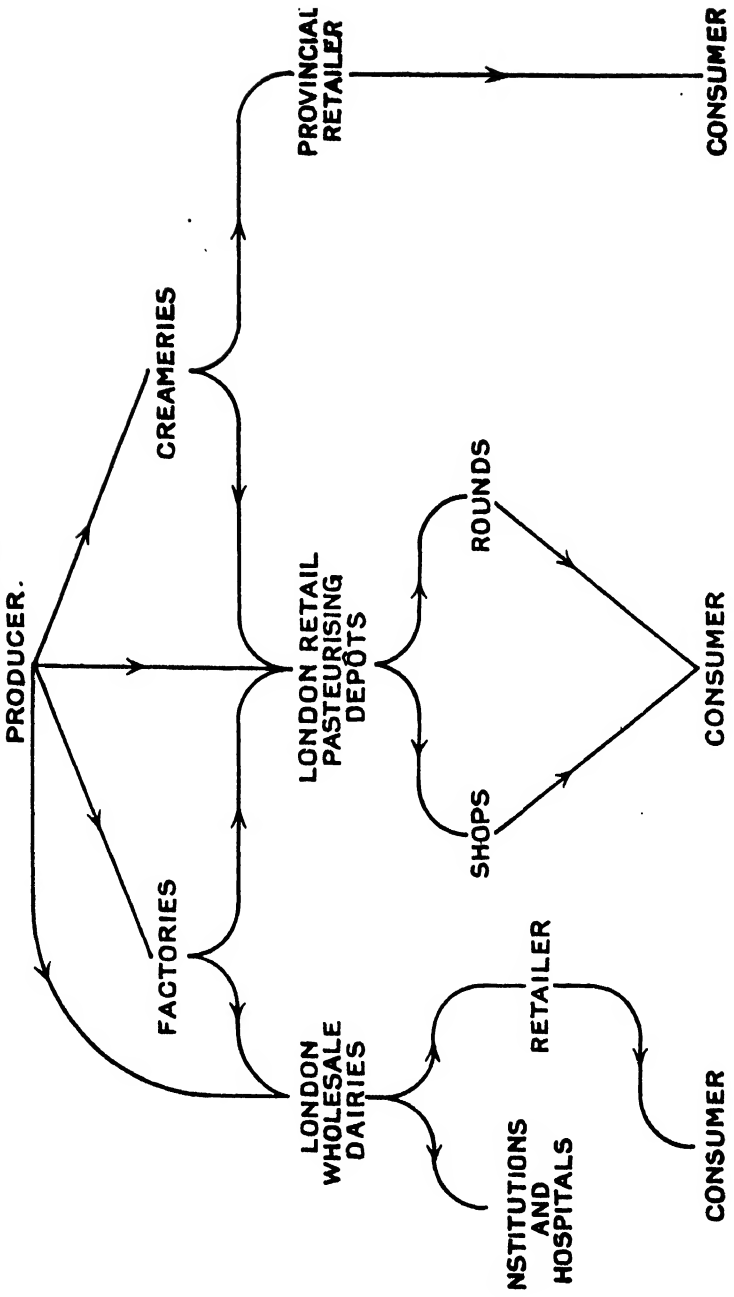 PRODUCER.
FACTORIES
CREAMERIES
LONDON
WHOLESALE
DAIRIES
LONDON RETAIL
PASTEURISING
DEPÔTS
PROVINCIAL
RETAILER
NSTITUTIONS
AND
HOSPITALS
RETAILER
SHOPS
ROUNDS
CONSUMER
CONSUMER
CONSUMER